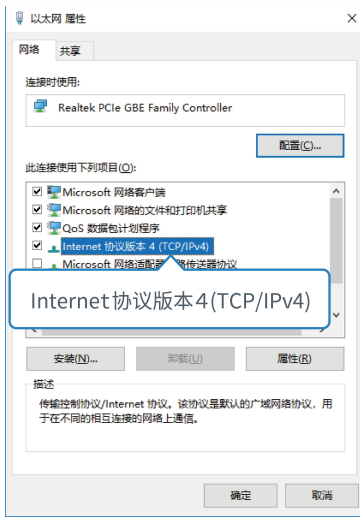 以太网 属性
网络 共享
连接时使用:
Realtek PCIe GBE Family Controller
配置(C)...
此连接使用下列项目(O):
Microsoft 网络客户端
Microsoft 网络的文件和打印机共享
QoS 数据包计划程序
Internet 协议版本 4 (TCP/IPv4)
Microsoft 网络适配器 络传送器协议
Internet协议版本4(TCP/IPv4)
安装(N)... 卸载(U) 属性(R)
描述
传输控制协议/Internet 协议。该协议是默认的广域网络协议，用
于在不同的相互连接的网络上通信。
确定 取消